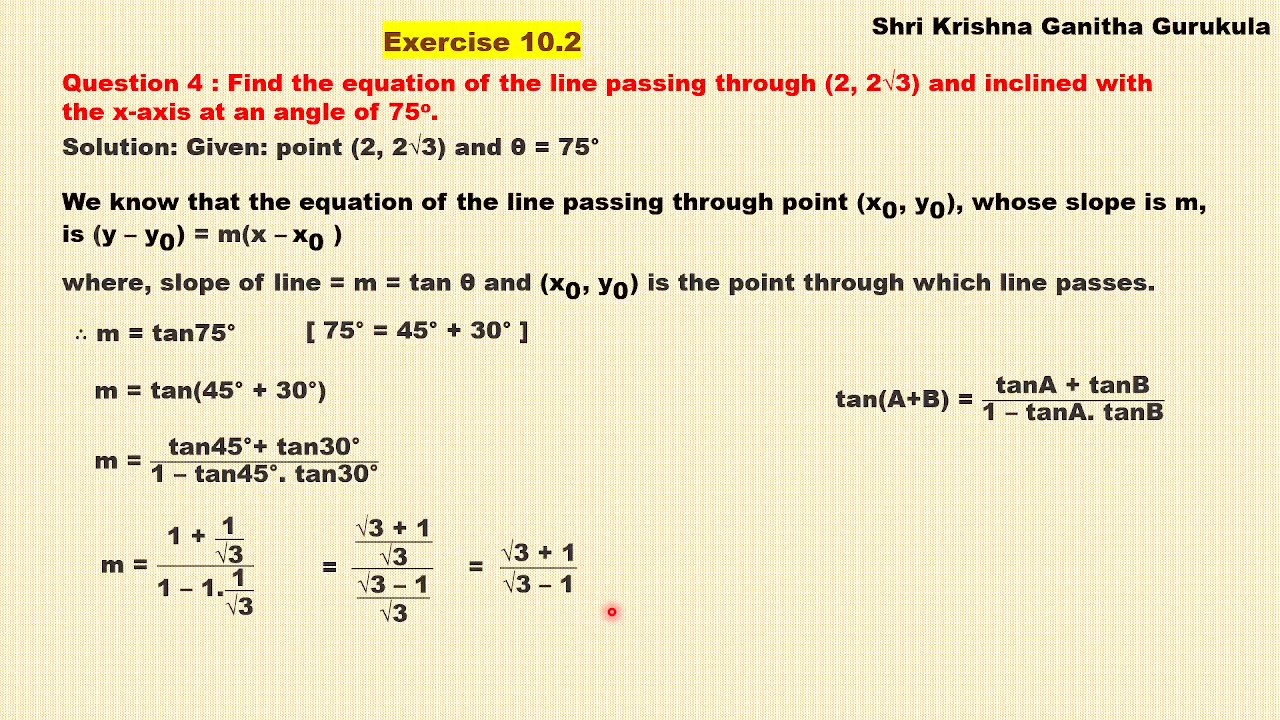 Shri Krishna Ganitha Gurukula
Exercise 10.2
Question 4 : Find the equation of the line passing through (2, 2√3) and inclined with
the x-axis at an angle of 75º.
Solution: Given: point (2, 2√3) and θ = 75°
We know that the equation of the line passing through point (x₀, y₀), whose slope is m,
is (y – y₀) = m(x – x₀ )
where, slope of line = m = tan θ and (x₀, y₀) is the point through which line passes.
∴ m = tan75° [ 75° = 45° + 30° ]
m = tan(45° + 30°)
tan(A+B) = (tanA + tanB)/(1 – tanA. tanB)
m = (tan45°+ tan30°)/(1 – tan45°. tan30°)
m = (1 + 1/√3)/(1 – 1.1/√3) = ((√3 + 1)/√3)/((√3 – 1)/√3) = (√3 + 1)/(√3 – 1)